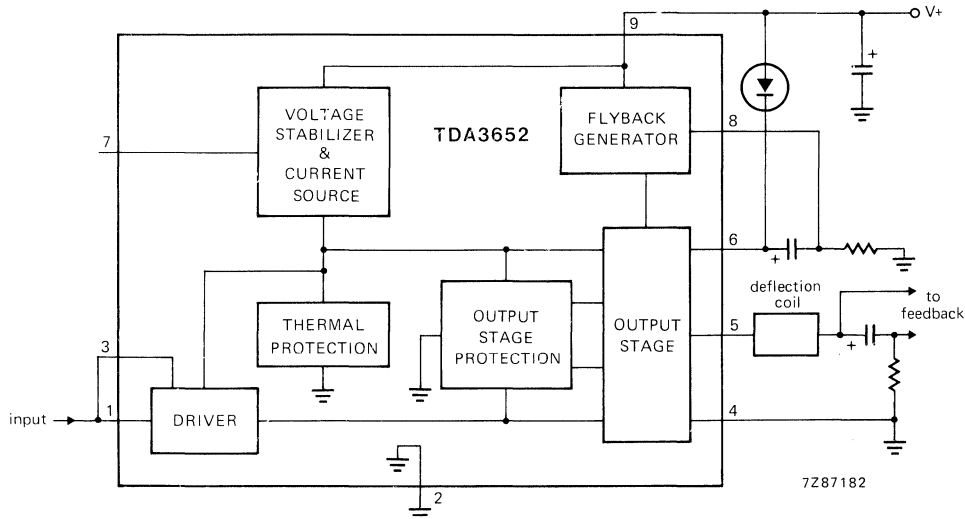 9
V+
+
VOLTAGE
STABILIZER
&
CURRENT
SOURCE
TDA3652
FLYBACK
GENERATOR
8
7
6
+
deflection
coil
to
feedback
THERMAL
PROTECTION
OUTPUT
STAGE
PROTECTION
OUTPUT
STAGE
5
+
3
input
1
DRIVER
4
2
7Z87182